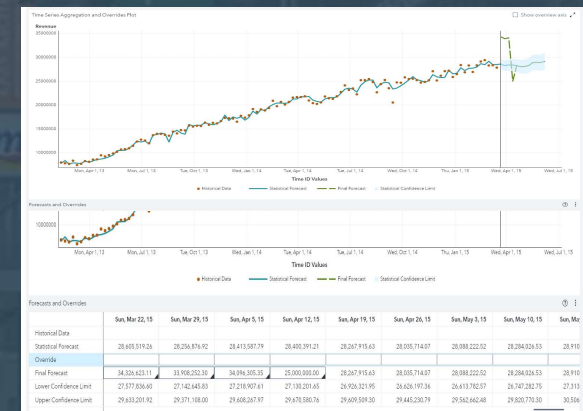 Time Series Aggregation and Overrides Plot
Show overview axis
Revenue
35000000
30000000
25000000
20000000
15000000
10000000
Mon, Apr 1, 13 Mon, Jul 1, 13 Tue, Oct 1, 13 Wed, Jan 1, 14 Tue, Apr 1, 14 Tue, Jul 1, 14 Wed, Oct 1, 14 Thu, Jan 1, 15 Wed, Apr 1, 15 Wed, Jul 1, 15
Time ID Values
Historical Data Statistical Forecast Final Forecast Statistical Confidence Limit
Forecasts and Overrides
10000000
Mon, Apr 1, 13 Mon, Jul 1, 13 Tue, Oct 1, 13 Wed, Jan 1, 14 Tue, Apr 1, 14 Tue, Jul 1, 14 Wed, Oct 1, 14 Thu, Jan 1, 15 Wed, Apr 1, 15 Wed, Jul 1, 15
Time ID Values
Historical Data Statistical Forecast Final Forecast Statistical Confidence Limit
Forecasts and Overrides
Sun, Mar 22, 15 Sun, Mar 29, 15 Sun, Apr 5, 15 Sun, Apr 12, 15 Sun, Apr 19, 15 Sun, Apr 26, 15 Sun, May 3, 15 Sun, May 10, 15 Sun, May
Historical Data
Statistical Forecast 28,605,519.26 28,256,876.92 28,413,587.79 28,400,391.21 28,267,915.63 28,035,714.07 28,088,222.52 28,284,026.53 28,910
Override
Final Forecast 34,326,623.11 33,908,252.30 34,096,305.35 25,000,000.00 28,267,915.63 28,035,714.07 28,088,222.52 28,284,026.53 28,910
Lower Confidence Limit 27,577,836.60 27,142,645.83 27,218,907.61 27,130,201.65 26,926,321.95 26,626,197.36 26,613,782.57 26,747,282.75 27,313
Upper Confidence Limit 29,633,201.92 29,371,108.00 29,608,267.97 29,670,580.76 29,609,509.30 29,445,230.79 29,562,662.48 29,820,770.30 30,506